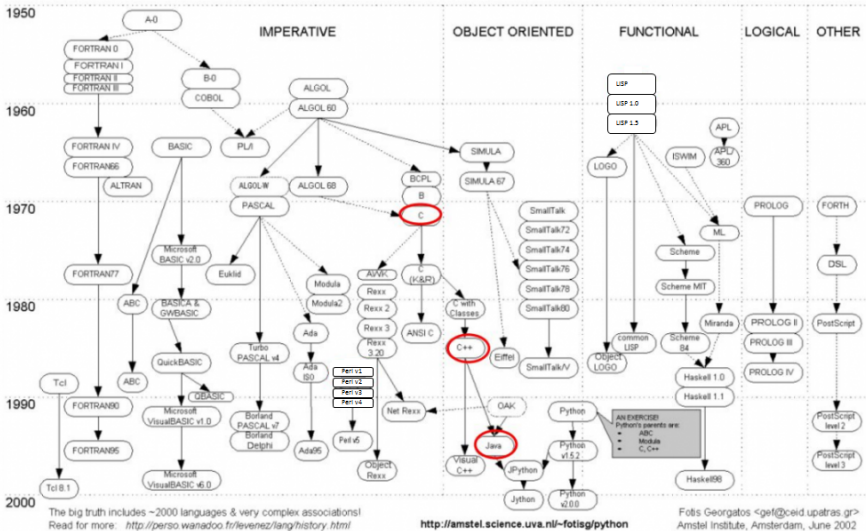 1950
IMPERATIVE
OBJECT ORIENTED
FUNCTIONAL
LOGICAL
OTHER
A-0
FORTRAN 0
FORTRAN I
FORTRAN II
FORTRAN III
B-0
COBOL
ALGOL
ALGOL 60
LISP
LISP 1.0
LISP 1.5
1960
FORTRAN IV
FORTRAN66
ALTRAN
BASIC
PL/I
SIMULA
SIMULA 67
LOGO
ISWIM
APL
APL/
360
ALGOL-W
PASCAL
ALGOL 68
BCPL
B
C
1970
SmallTalk
SmallTalk72
SmallTalk74
SmallTalk76
SmallTalk78
SmallTalk80
SmallTalk/V
PROLOG
FORTH
ML
Microsoft
BASIC v2.0
FORTRAN77
Euklid
Modula
Modula2
AWK
Rexx
Rexx 2
Rexx 3
Rexx
3.20
C
(K&R)
Scheme
Scheme MIT
DSL
1980
ABC
BASICA &
GWBASIC
Ada
ANSI C
C with
Classes
C++
Eiffel
Object
LOGO
common
LISP
Scheme
84
Miranda
PROLOG II
PROLOG III
PROLOG IV
PostScript
Tcl
ABC
QuickBASIC
QBASIC
Turbo
PASCAL v4
Ada
ISO
Perl v1
Perl v2
Perl v3
Perl v4
Haskell 1.0
Haskell 1.1
1990
FORTRAN90
FORTRAN95
Microsoft
VisualBASIC v1.0
Borland
PASCAL v7
Borland
Delphi
Ada95
Perl v5
Net Rexx
OAK
Python
AN EXERCISE!
Python's parents are:
ABC
Modula
C, C++
PostScript
level 2
Java
Python
v1.5.2
PostScript
level 3
Tcl 8.1
Microsoft
VisualBASIC v6.0
Object
Rexx
Visual
C++
JPython
Jython
Python
v2.0.0
Haskell98
2000
The big truth includes ~2000 languages & very complex associations!
Read for more: http://perso.wanadoo.fr/levenez/lang/history.html
http://amstel.science.uva.nl/~fotisg/python
Fotis Georgatos <gef@ceid.upatras.gr>
Amstel Institute, Amsterdam, June 2002